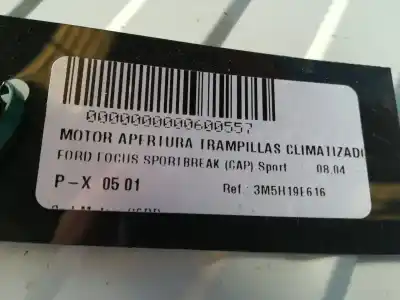 0000000000600557
MOTOR APERTURA TRAMPILLAS CLIMATIZADO
FORD FOCUS SPORTBREAK (CAP) Sport 08.04
P-X 05 01 Ref: 3M5H19E616